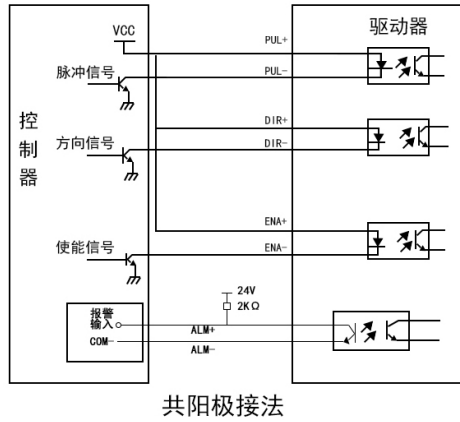 控制器
驱动器
VCC
PUL+
脉冲信号
PUL-
DIR+
方向信号
DIR-
ENA+
使能信号
ENA-
24V
2KΩ
报警
输入
ALM+
COM-
ALM-
共阳极接法